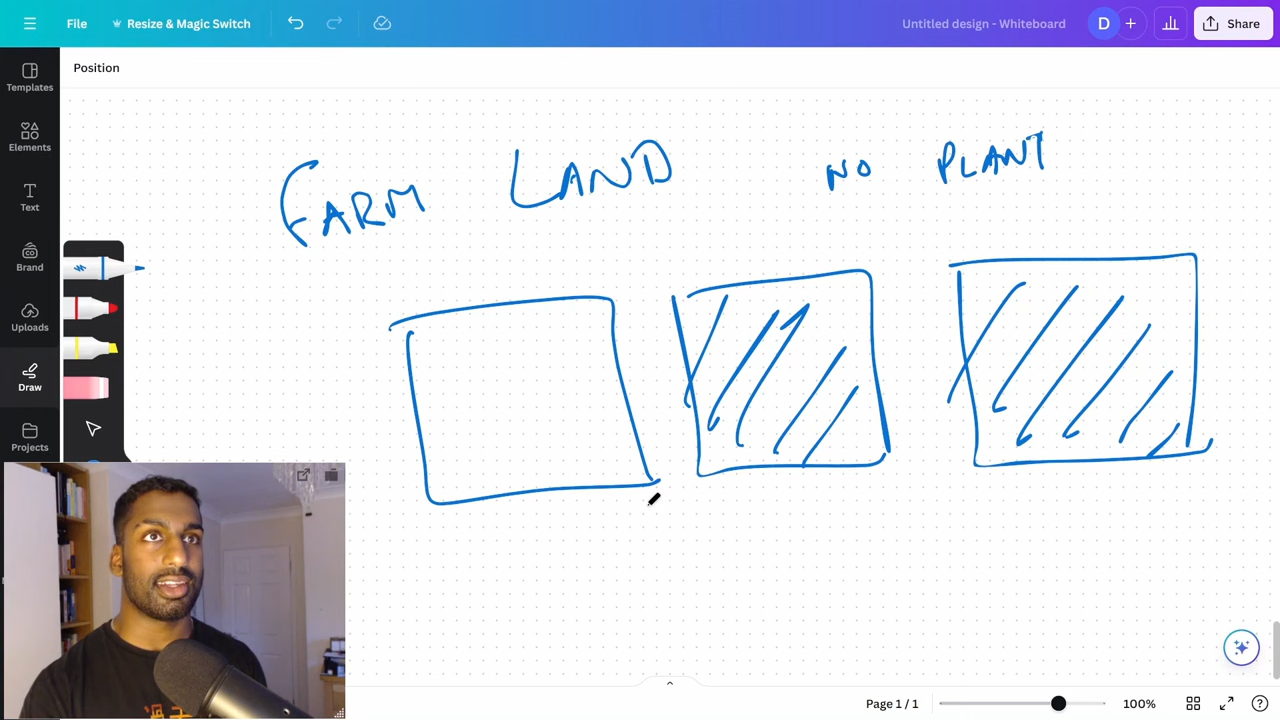 File
Resize & Magic Switch
Untitled design - Whiteboard
D
+
Share
Position
Templates
Elements
Text
Brand
Uploads
Draw
Projects
FARM LAND
NO PLANT
Page 1 / 1
100%
?